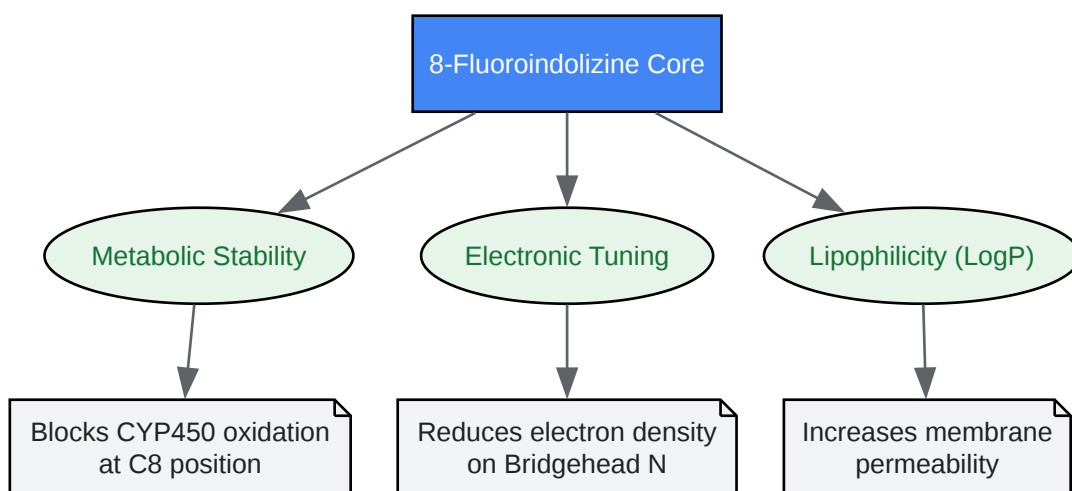 8-Fluoroindolizine Core
Metabolic Stability
Electronic Tuning
Lipophilicity (LogP)
Blocks CYP450 oxidation
at C8 position
Reduces electron density
on Bridgehead N
Increases membrane
permeability